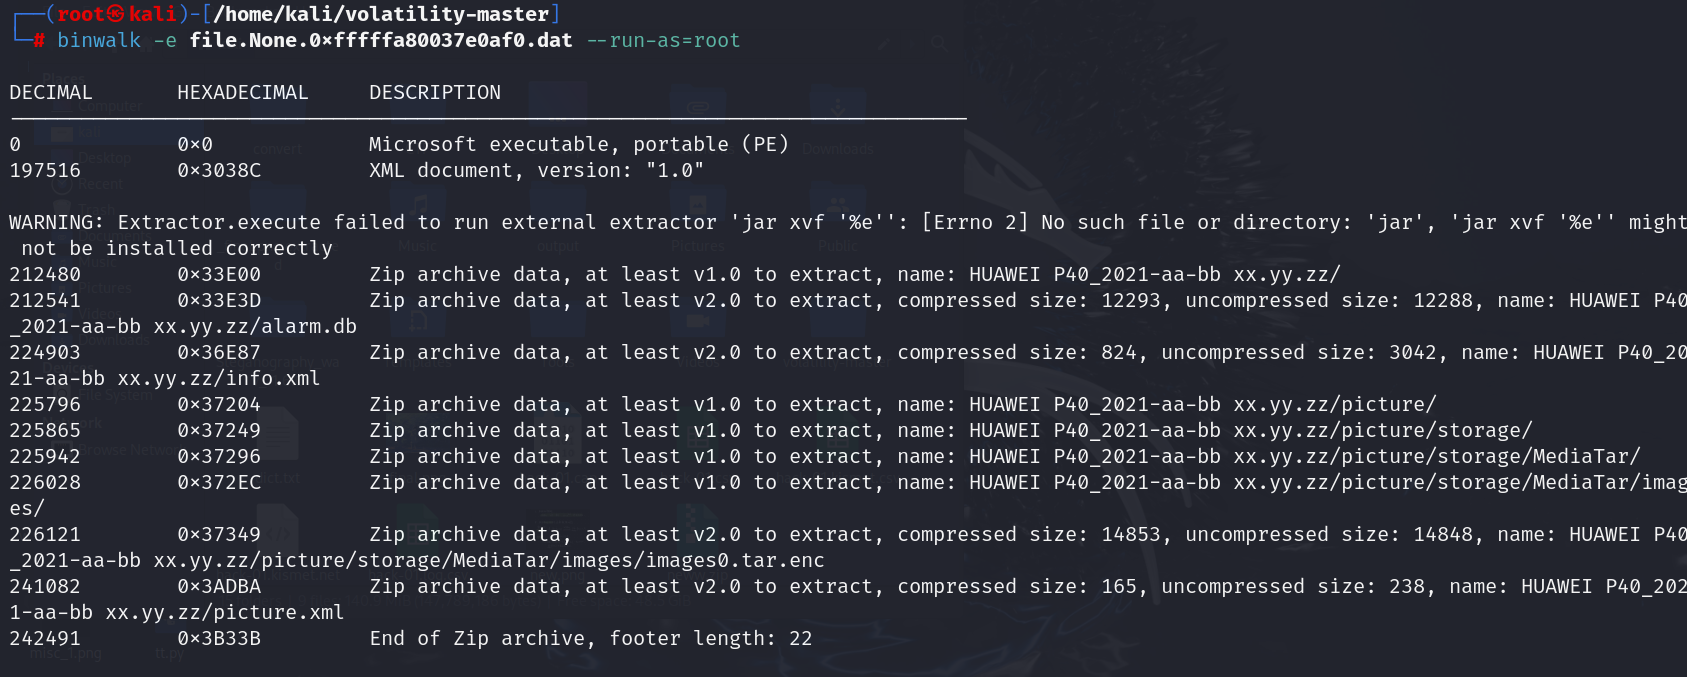 ┌──(root㉿kali)-[/home/kali/volatility-master]
└─# binwalk -e file.None.0×fffffa80037e0af0.dat --run-as=root
DECIMAL       HEXADECIMAL     DESCRIPTION
--------------------------------------------------------------------------------
0             0×0             Microsoft executable, portable (PE)
197516        0×3038C         XML document, version: "1.0"
WARNING: Extractor.execute failed to run external extractor 'jar xvf '%e'': [Errno 2] No such file or directory: 'jar', 'jar xvf '%e'' might
 not be installed correctly
212480        0×33E00         Zip archive data, at least v1.0 to extract, name: HUAWEI P40_2021-aa-bb xx.yy.zz/
212541        0×33E3D         Zip archive data, at least v2.0 to extract, compressed size: 12293, uncompressed size: 12288, name: HUAWEI P40
_2021-aa-bb xx.yy.zz/alarm.db
224903        0×36E87         Zip archive data, at least v2.0 to extract, compressed size: 824, uncompressed size: 3042, name: HUAWEI P40_20
21-aa-bb xx.yy.zz/info.xml
225796        0×37204         Zip archive data, at least v1.0 to extract, name: HUAWEI P40_2021-aa-bb xx.yy.zz/picture/
225865        0×37249         Zip archive data, at least v1.0 to extract, name: HUAWEI P40_2021-aa-bb xx.yy.zz/picture/storage/
225942        0×37296         Zip archive data, at least v1.0 to extract, name: HUAWEI P40_2021-aa-bb xx.yy.zz/picture/storage/MediaTar/
226028        0×372EC         Zip archive data, at least v1.0 to extract, name: HUAWEI P40_2021-aa-bb xx.yy.zz/picture/storage/MediaTar/imag
es/
226121        0×37349         Zip archive data, at least v2.0 to extract, compressed size: 14853, uncompressed size: 14848, name: HUAWEI P40
_2021-aa-bb xx.yy.zz/picture/storage/MediaTar/images/images0.tar.enc
241082        0×3ADBA         Zip archive data, at least v2.0 to extract, compressed size: 165, uncompressed size: 238, name: HUAWEI P40_202
1-aa-bb xx.yy.zz/picture.xml
242491        0×3B33B         End of Zip archive, footer length: 22
misc_1.png    tt.py